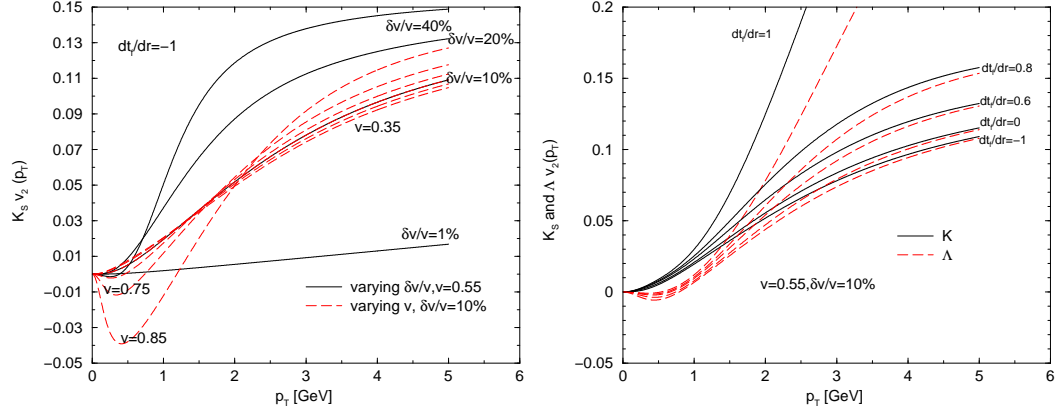 0.15
0.13
0.11
0.09
0.07
0.05
0.03
0.01
−0.01
−0.03
−0.05
K_S v_2 (p_T)
dt_f/dr=−1
δv/v=40%
δv/v=20%
δv/v=10%
v=0.35
δv/v=1%
v=0.75
v=0.85
varying δv/v,v=0.55
varying v, δv/v=10%
0 1 2 3 4 5 6
p_T [GeV]
0.2
0.15
0.1
0.05
0
−0.05
K_S and Λ v_2(p_T)
dt_f/dr=1
dt_f/dr=0.8
dt_f/dr=0.6
dt_f/dr=0
dt_f/dr=−1
K
Λ
v=0.55,δv/v=10%
0 1 2 3 4 5 6
p_T [GeV]